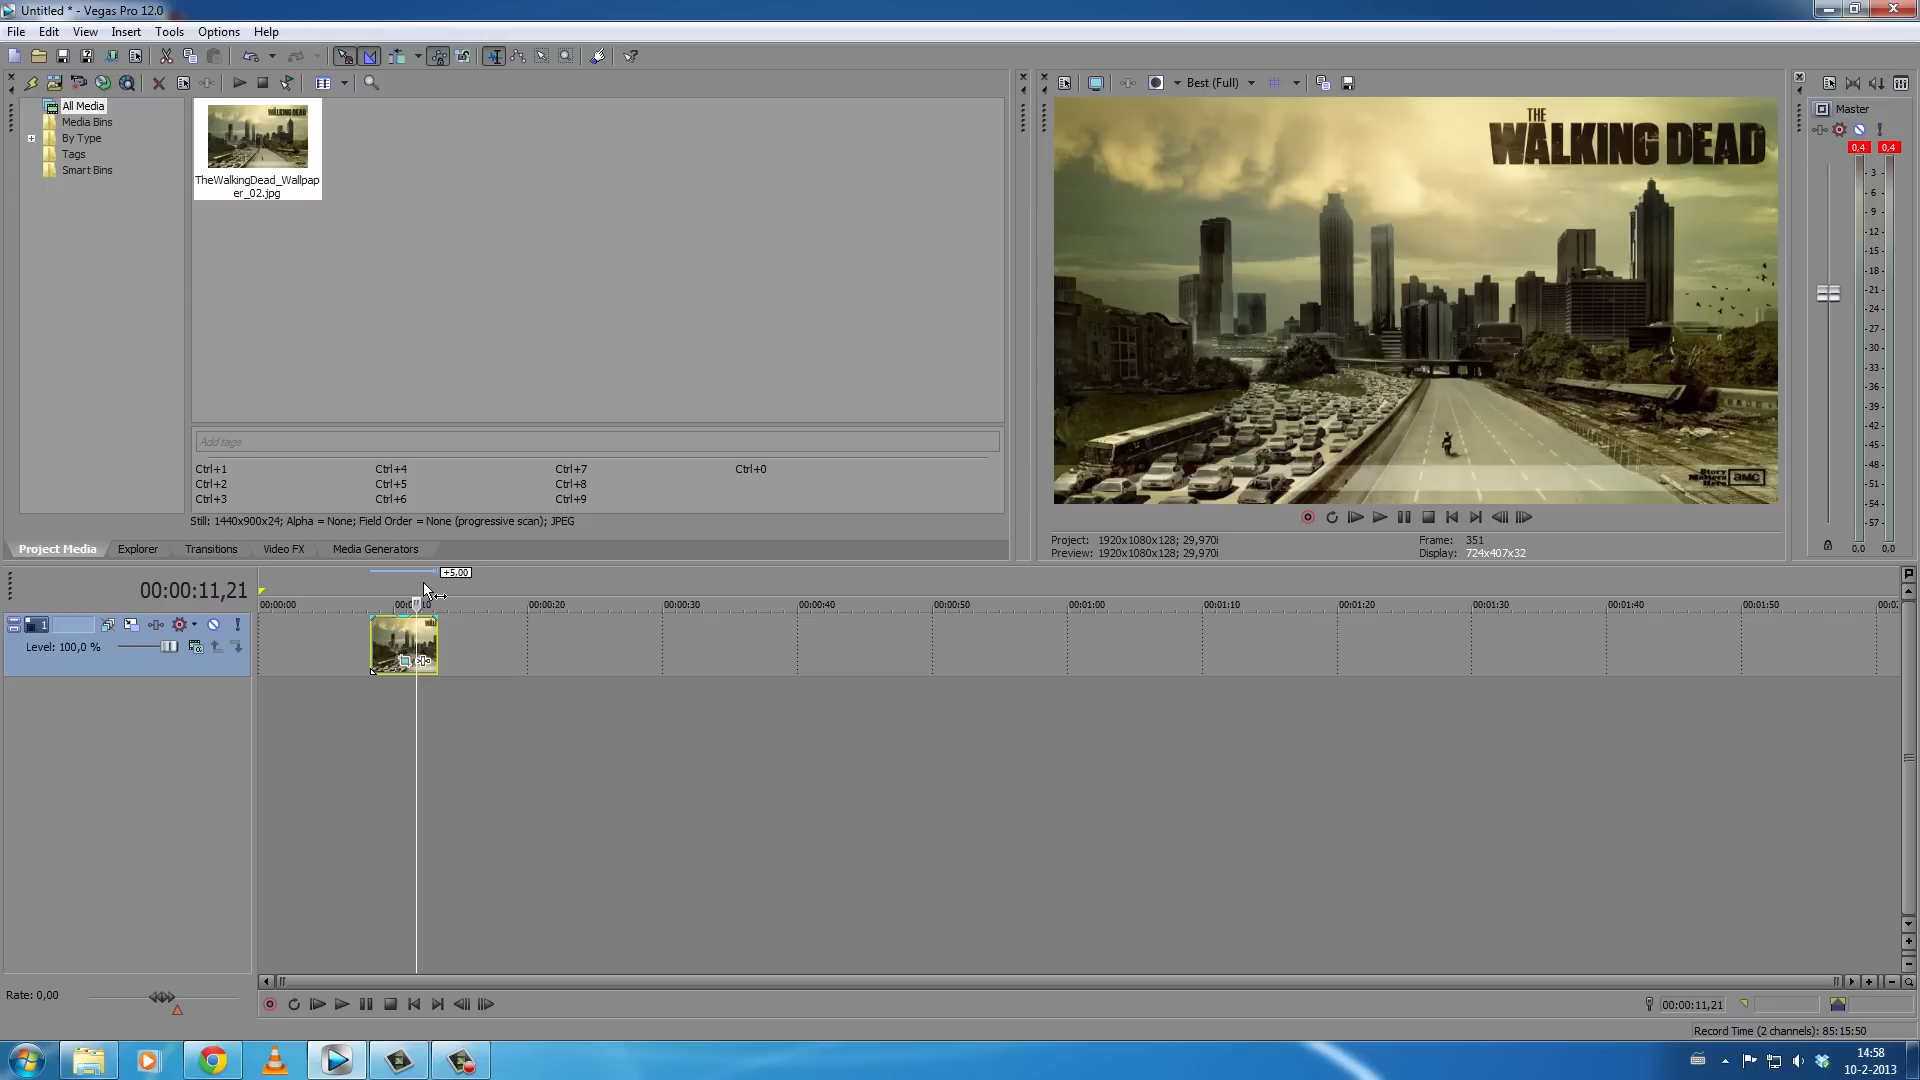 Untitled * - Vegas Pro 12.0
File Edit View Insert Tools Options Help
All Media
Media Bins
By Type
Tags
Smart Bins
TheWalkingDead_Wallpap
er_02.jpg
Add tags
Ctrl+1 Ctrl+4 Ctrl+7 Ctrl+0
Ctrl+2 Ctrl+5 Ctrl+8
Ctrl+3 Ctrl+6 Ctrl+9
Still: 1440x900x24; Alpha = None; Field Order = None (progressive scan); JPEG
Project Media Explorer Transitions Video FX Media Generators
Best (Full)
THE
WALKING DEAD
Story
Matters
Here
amc
Project: 1920x1080x128; 29,970i Frame: 351
Preview: 1920x1080x128; 29,970i Display: 724x407x32
Master
0,4 0,4
3
6
9
12
15
18
21
24
27
30
33
36
39
42
45
48
51
54
57
0,0 0,0
00:00:11,21
+5.00
00:00:00 00:00:10 00:00:20 00:00:30 00:00:40 00:00:50 00:01:00 00:01:10 00:01:20 00:01:30 00:01:40 00:01:50
1
Level: 100,0 %
Rate: 0,00
00:00:11,21
Record Time (2 channels): 85:15:50
14:58
10-2-2013